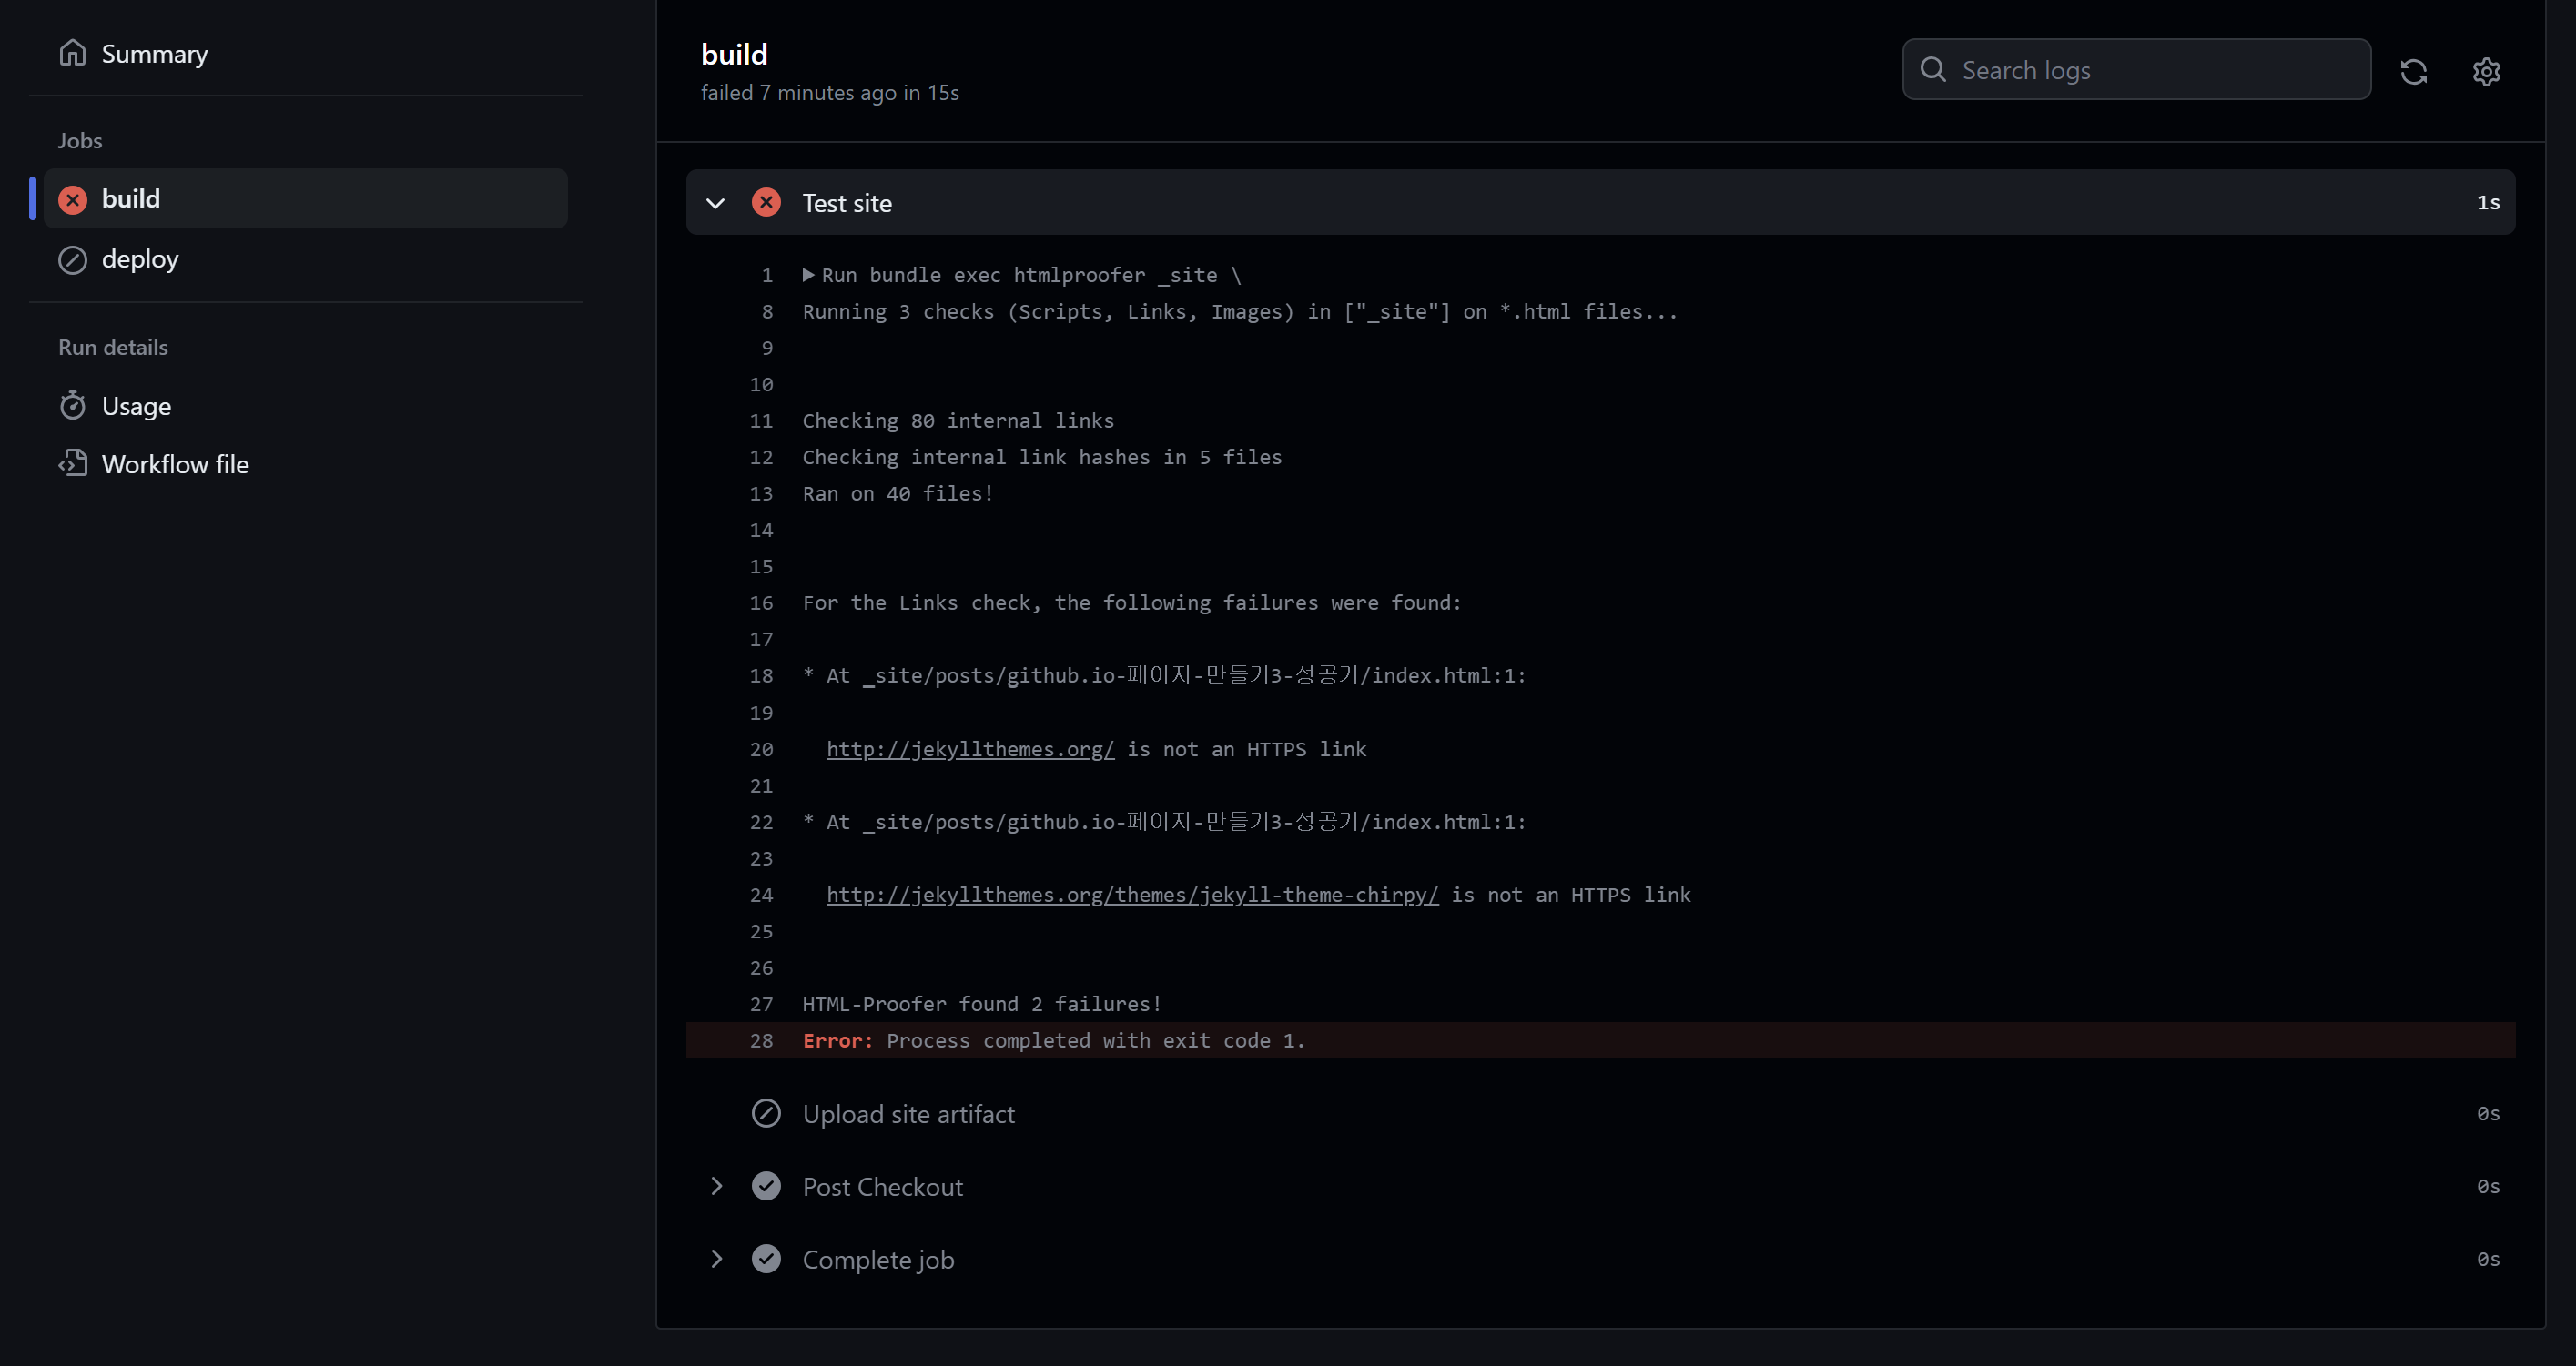 Summary
Jobs
build
deploy
Run details
Usage
Workflow file
build
failed 7 minutes ago in 15s
Search logs
Test site 1s
1 Run bundle exec htmlproofer _site \
8 Running 3 checks (Scripts, Links, Images) in ["_site"] on *.html files...
9
10
11 Checking 80 internal links
12 Checking internal link hashes in 5 files
13 Ran on 40 files!
14
15
16 For the Links check, the following failures were found:
17
18 * At _site/posts/github.io-페이지-만들기3-성공기/index.html:1:
19
20 http://jekyllthemes.org/ is not an HTTPS link
21
22 * At _site/posts/github.io-페이지-만들기3-성공기/index.html:1:
23
24 http://jekyllthemes.org/themes/jekyll-theme-chirpy/ is not an HTTPS link
25
26
27 HTML-Proofer found 2 failures!
28 Error: Process completed with exit code 1.
Upload site artifact 0s
Post Checkout 0s
Complete job 0s